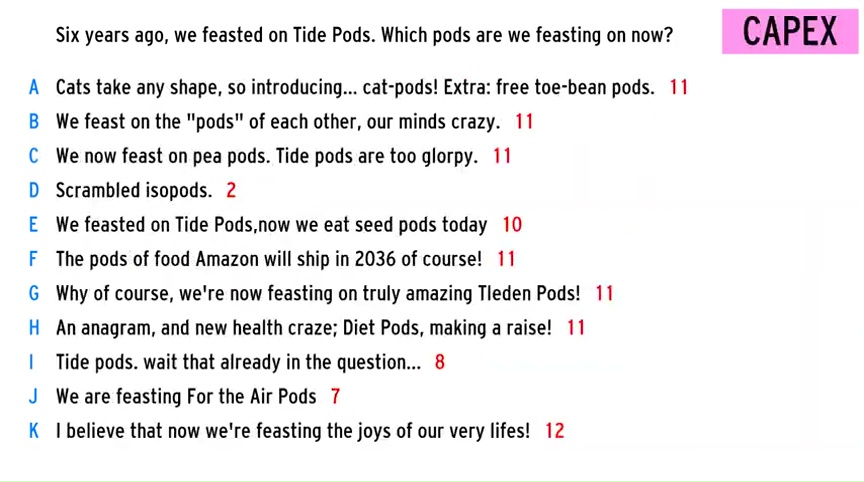 Six years ago, we feasted on Tide Pods. Which pods are we feasting on now?
CAPEX
A Cats take any shape, so introducing... cat-pods! Extra: free toe-bean pods. 11
B We feast on the "pods" of each other, our minds crazy. 11
C We now feast on pea pods. Tide pods are too glorpy. 11
D Scrambled isopods. 2
E We feasted on Tide Pods,now we eat seed pods today 10
F The pods of food Amazon will ship in 2036 of course! 11
G Why of course, we're now feasting on truly amazing Tleden Pods! 11
H An anagram, and new health craze; Diet Pods, making a raise! 11
I Tide pods. wait that already in the question... 8
J We are feasting For the Air Pods 7
K I believe that now we're feasting the joys of our very lifes! 12